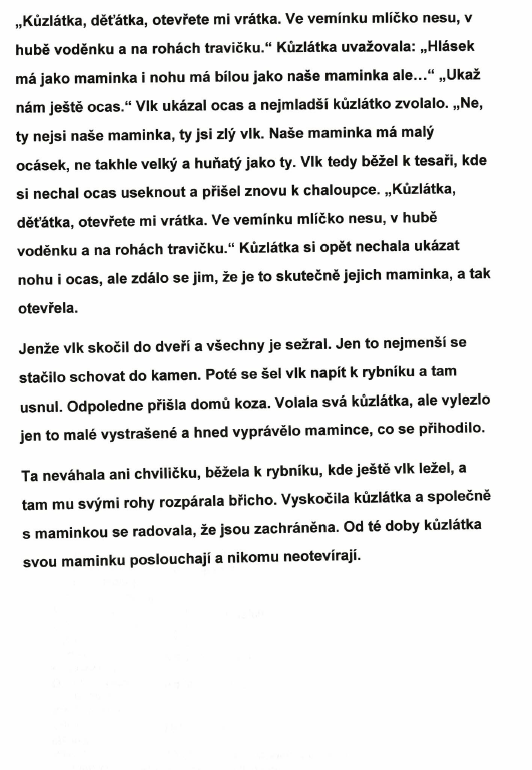 „Kůzlátka, děťátka, otevřete mi vrátka. Ve vemínku mlíčko nesu, v
hubě voděnku a na rohách travičku.“ Kůzlátka uvažovala: „Hlásek
má jako maminka i nohu má bílou jako naše maminka ale...“ „Ukaž
nám ještě ocas.“ Vlk ukázal ocas a nejmladší kůzlátko zvolalo. „Ne,
ty nejsi naše maminka, ty jsi zlý vlk. Naše maminka má malý
ocásek, ne takhle velký a huňatý jako ty. Vlk tedy běžel k tesaři, kde
si nechal ocas useknout a přišel znovu k chaloupce. „Kůzlátka,
děťátka, otevřete mi vrátka. Ve vemínku mlíčko nesu, v hubě
voděnku a na rohách travičku.“ Kůzlátka si opět nechala ukázat
nohu i ocas, ale zdálo se jim, že je to skutečně jejich maminka, a tak
otevřela.
Jenže vlk skočil do dveří a všechny je sežral. Jen to nejmenší se
stačilo schovat do kamen. Poté se šel vlk napít k rybníku a tam
usnul. Odpoledne přišla domů koza. Volala svá kůzlátka, ale vylezlo
jen to malé vystrašené a hned vyprávělo mamince, co se přihodilo.
Ta neváhala ani chviličku, běžela k rybníku, kde ještě vlk ležel, a
tam mu svými rohy rozpárala břicho. Vyskočila kůzlátka a společně
s maminkou se radovala, že jsou zachráněna. Od té doby kůzlátka
svou maminku poslouchají a nikomu neotevírají.